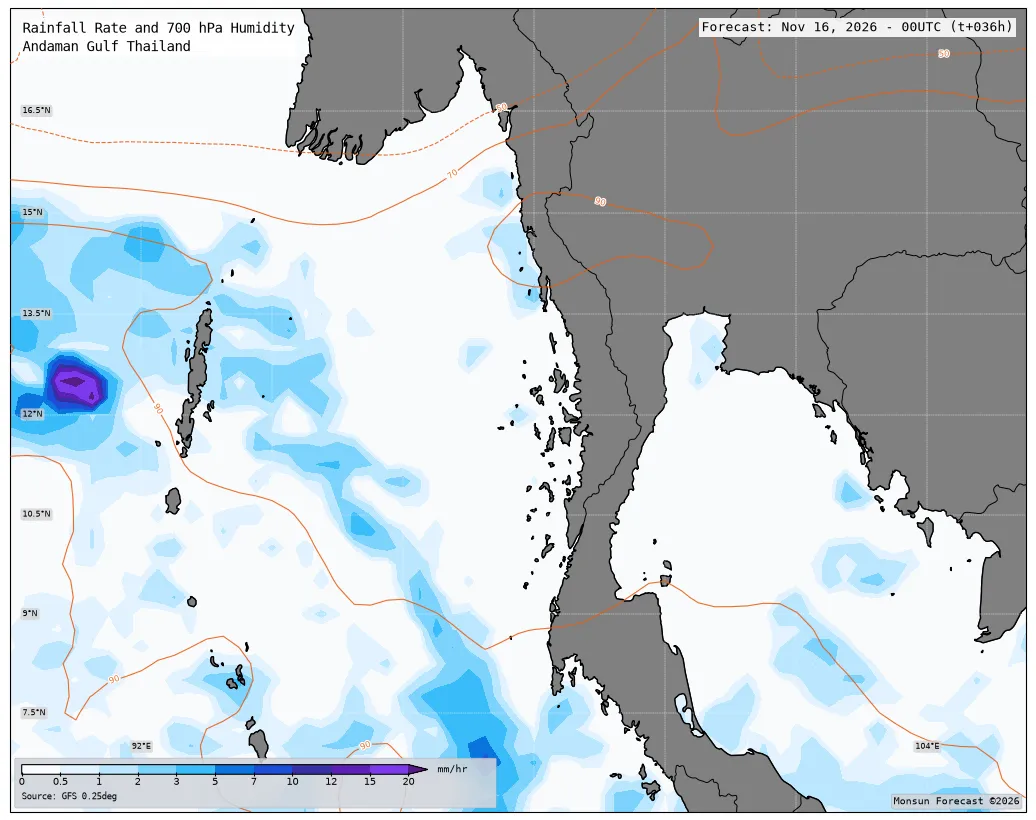 Rainfall Rate and 700 hPa Humidity
Andaman Gulf Thailand
Forecast: Nov 16, 2026 - 00UTC (t+036h)
50
16.5°N
50
70
90
15°N
13.5°N
90
12°N
10.5°N
9°N
90
7.5°N
92°E
90
104°E
mm/hr
0 0.5 1 2 3 5 7 10 12 15 20
Source: GFS 0.25deg
Monsun Forecast ©2026